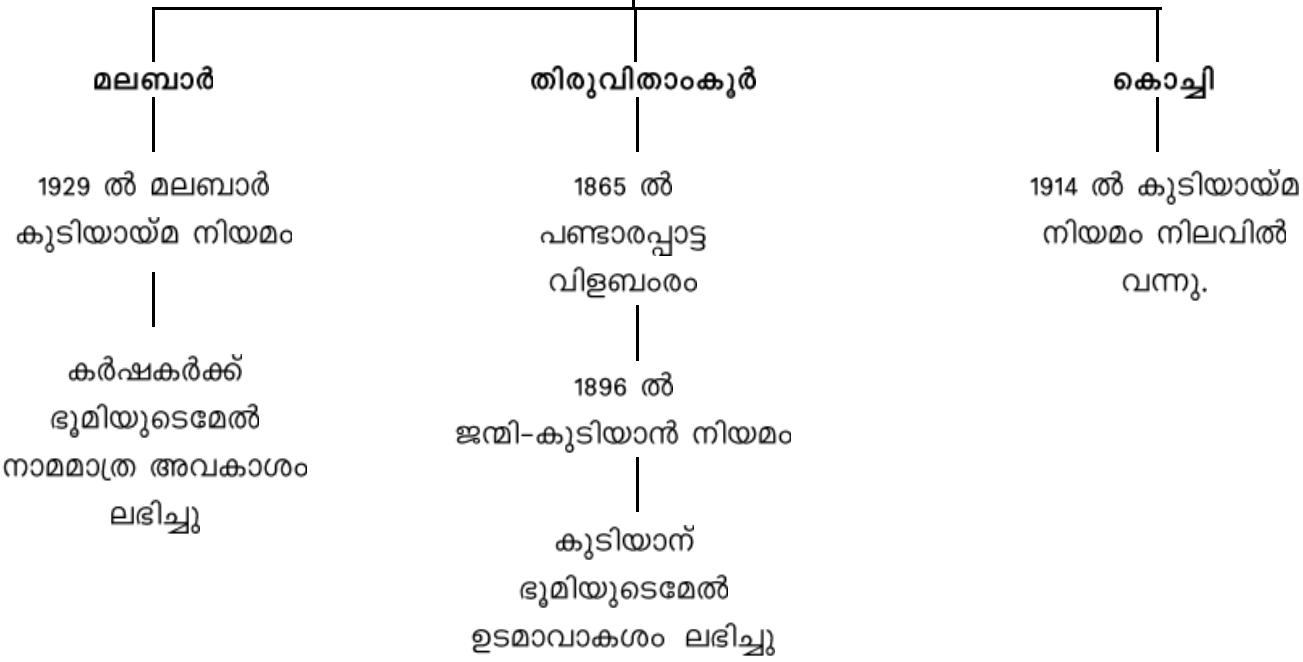 മലബാർ
1929 ൽ മലബാർ
കുടിയായ്മ നിയമം
കർഷകർക്ക്
ഭൂമിയുടെമേൽ
നാമമാത്ര അവകാശം
ലഭിച്ചു
തിരുവിതാംകൂർ
1865 ൽ
പണ്ടാരപ്പാട്ട
വിളബംരം
1896 ൽ
ജന്മി-കുടിയാൻ നിയമം
കുടിയാന്
ഭൂമിയുടെമേൽ
ഉടമാവാകശം ലഭിച്ചു
കൊച്ചി
1914 ൽ കുടിയായ്മ
നിയമം നിലവിൽ
വന്നു.